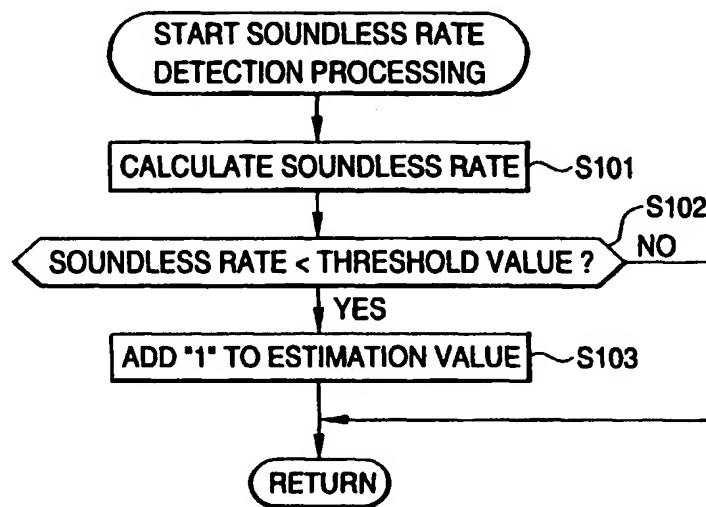 START SOUNDLESS RATE
DETECTION PROCESSING
CALCULATE SOUNDLESS RATE
S101
S102
SOUNDLESS RATE < THRESHOLD VALUE ?
NO
YES
ADD "1" TO ESTIMATION VALUE
S103
RETURN